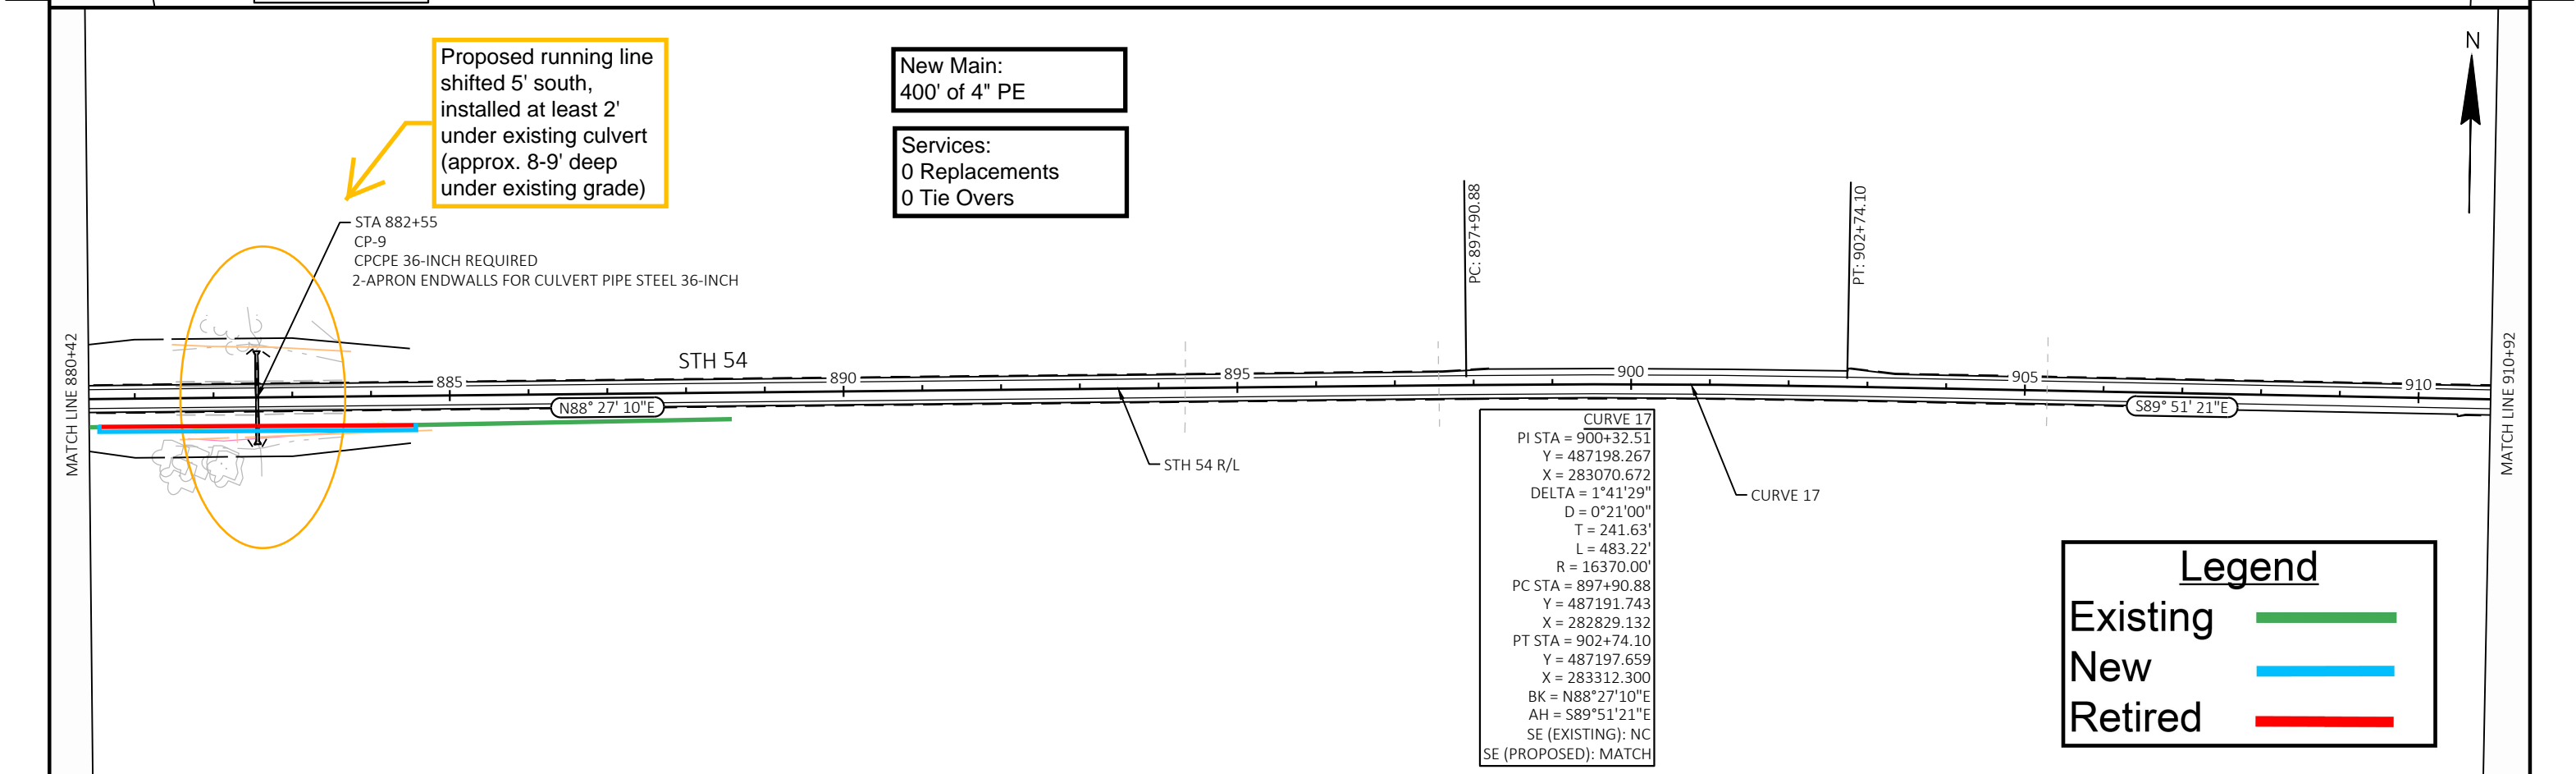 Proposed running line
shifted 5' south,
installed at least 2'
under existing culvert
(approx. 8-9' deep
under existing grade)
New Main:
400' of 4" PE
Services:
0 Replacements
0 Tie Overs
N
STA 882+55
CP-9
CPCPE 36-INCH REQUIRED
2-APRON ENDWALLS FOR CULVERT PIPE STEEL 36-INCH
PC: 897+90.88
PT: 902+74.10
MATCH LINE 880+42
STH 54
885
890
895
900
905
910
N88° 27' 10"E
S89° 51' 21"E
MATCH LINE 910+92
STH 54 R/L
CURVE 17
CURVE 17
PI STA = 900+32.51
Y = 487198.267
X = 283070.672
DELTA = 1°41'29"
D = 0°21'00"
T = 241.63'
L = 483.22'
R = 16370.00'
PC STA = 897+90.88
Y = 487191.743
X = 282829.132
PT STA = 902+74.10
Y = 487197.659
X = 283312.300
BK = N88°27'10"E
AH = S89°51'21"E
SE (EXISTING): NC
SE (PROPOSED): MATCH
Legend
Existing
New
Retired